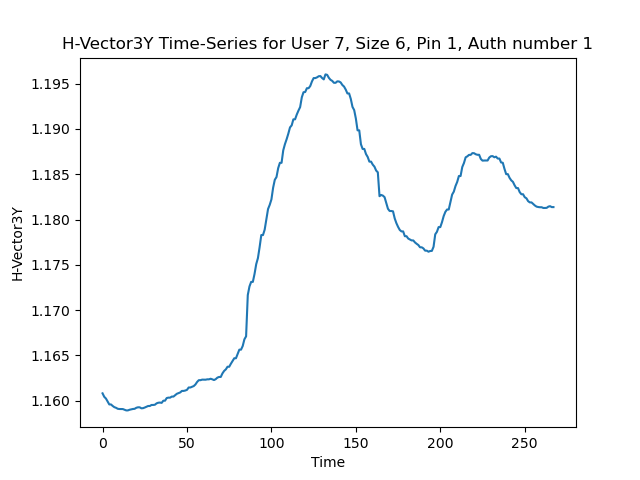 H-Vector3Y Time-Series for User 7, Size 6, Pin 1, Auth number 1
1.195
1.190
1.185
1.180
1.175
1.170
1.165
1.160
H-Vector3Y
0 50 100 150 200 250
Time